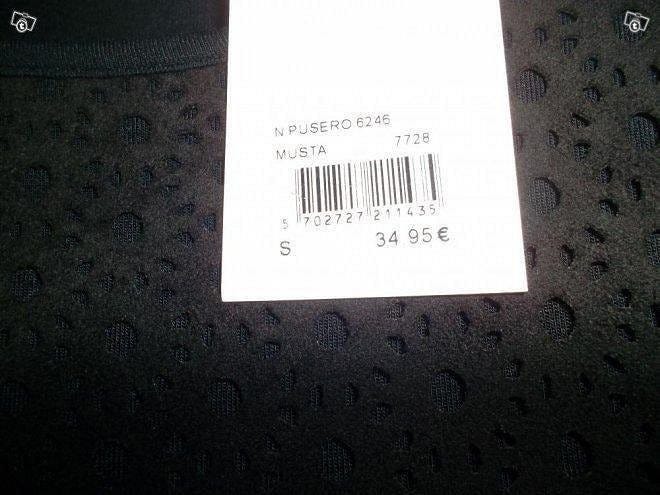 N PUSERO 6246
MUSTA 7728
5 702727 211435
S 34.95 €